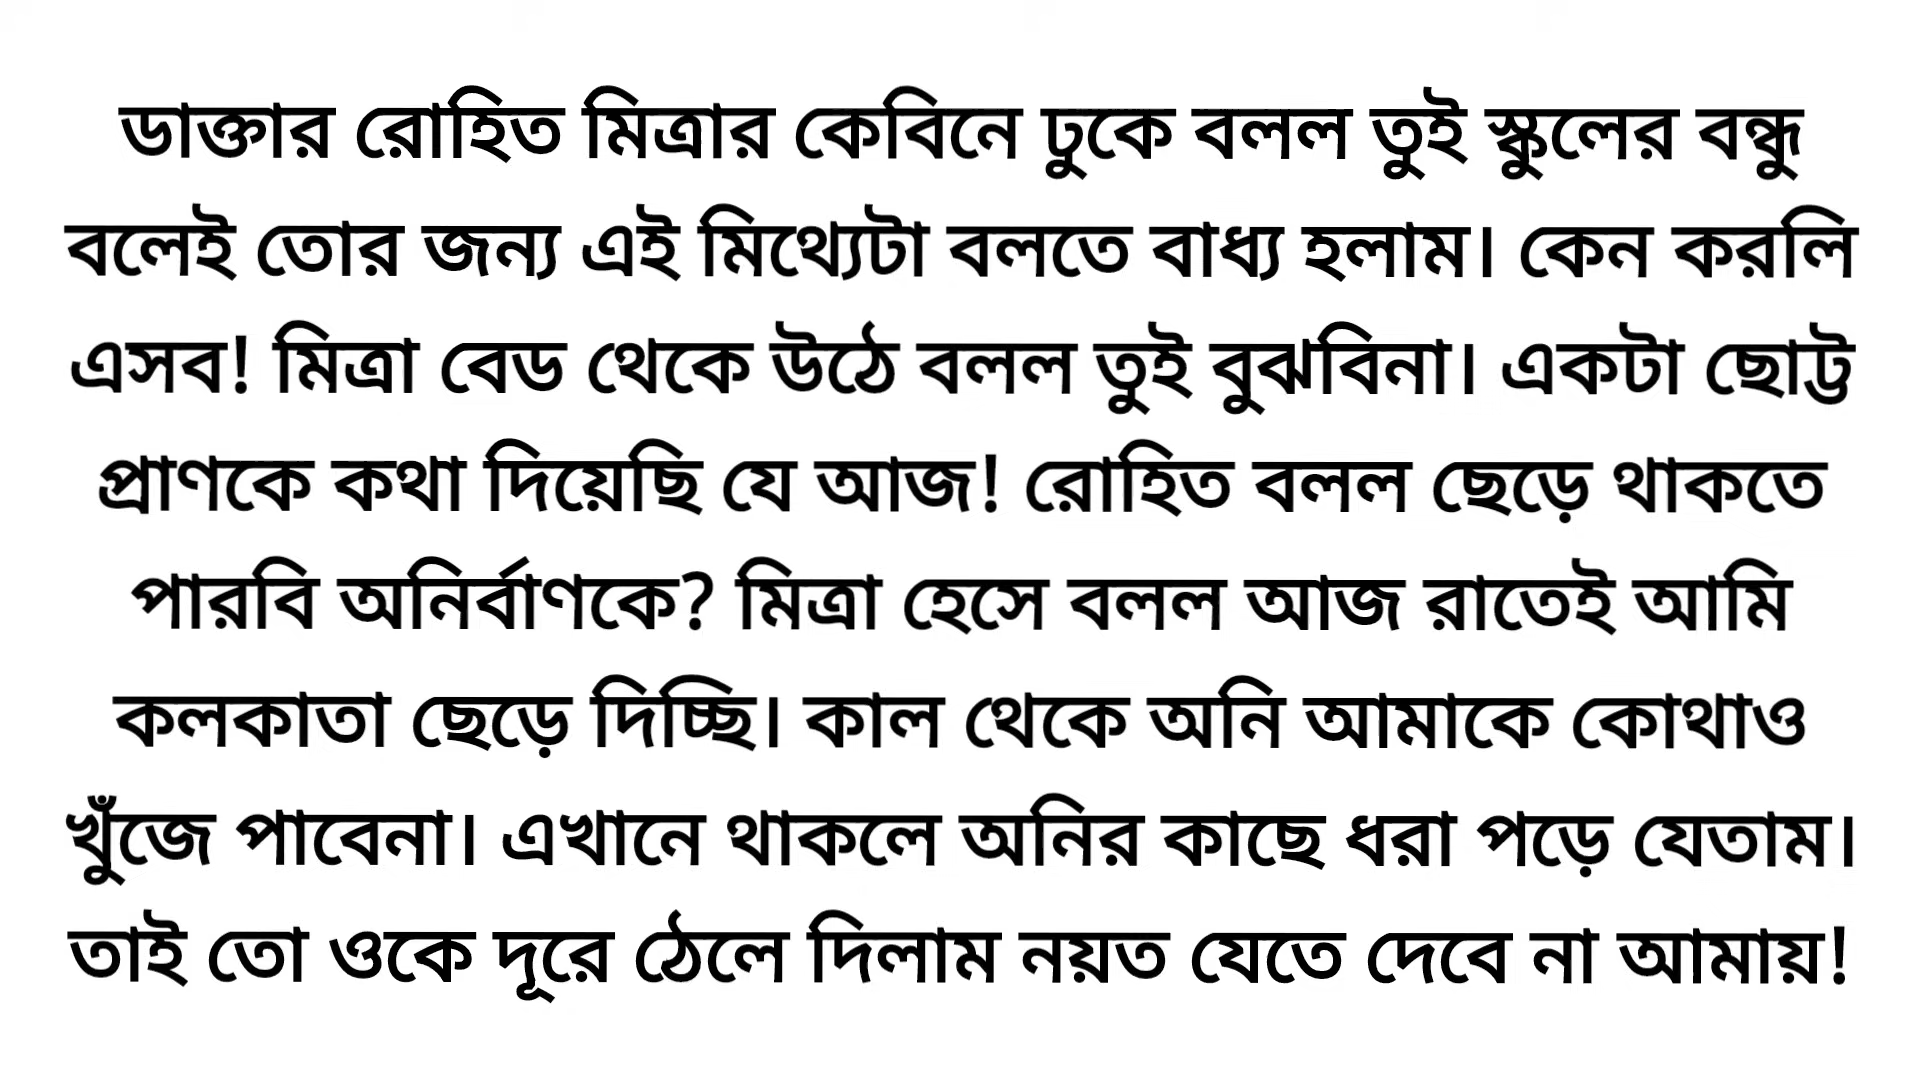 ডাক্তার রোহিত মিত্রার কেবিনে ঢুকে বলল তুই স্কুলের বন্ধু
বলেই তোর জন্য এই মিথ্যেটা বলতে বাধ্য হলাম। কেন করলি
এসব! মিত্রা বেড থেকে উঠে বলল তুই বুঝবিনা। একটা ছোট্ট
প্রাণকে কথা দিয়েছি যে আজ! রোহিত বলল ছেড়ে থাকতে
পারবি অনির্বাণকে? মিত্রা হেসে বলল আজ রাতেই আমি
কলকাতা ছেড়ে দিচ্ছি। কাল থেকে অনি আমাকে কোথাও
খুঁজে পাবেনা। এখানে থাকলে অনির কাছে ধরা পড়ে যেতাম।
তাই তো ওকে দূরে ঠেলে দিলাম নয়ত যেতে দেবে না আমায়!